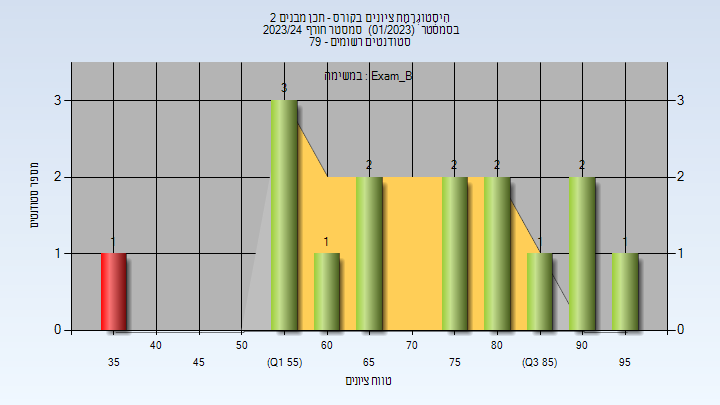 היסטוגרמת ציונים בקורס - תכן מבנים 2
בסמסטר (01/2023) סמסטר חורף 2023/24
סטודנטים רשומים - 79
במשימה : Exam_B
מספר סטודנטים
3 3
2 2
1 1
0 0
1 3 1 2 2 2 1 2 1
40 50 60 70 80 90
35 45 (Q1 55) 65 75 (Q3 85) 95
טווח ציונים